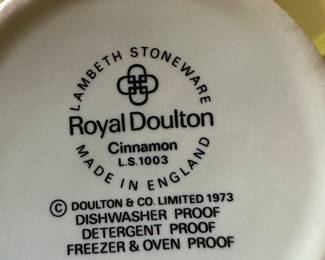 LAMBETH STONEWARE
Royal Doulton
Cinnamon
L.S.1003
MADE IN ENGLAND
© DOULTON & CO. LIMITED 1973
DISHWASHER PROOF
DETERGENT PROOF
FREEZER & OVEN PROOF